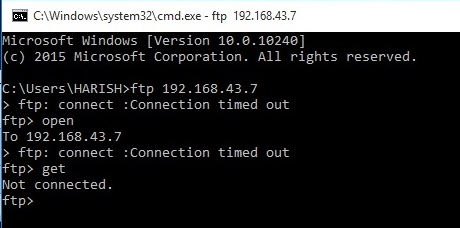 C:\Windows\system32\cmd.exe - ftp 192.168.43.7
Microsoft Windows [Version 10.0.10240]
(c) 2015 Microsoft Corporation. All rights reserved.
C:\Users\HARISH>ftp 192.168.43.7
> ftp: connect :Connection timed out
ftp> open
To 192.168.43.7
> ftp: connect :Connection timed out
ftp> get
Not connected.
ftp>